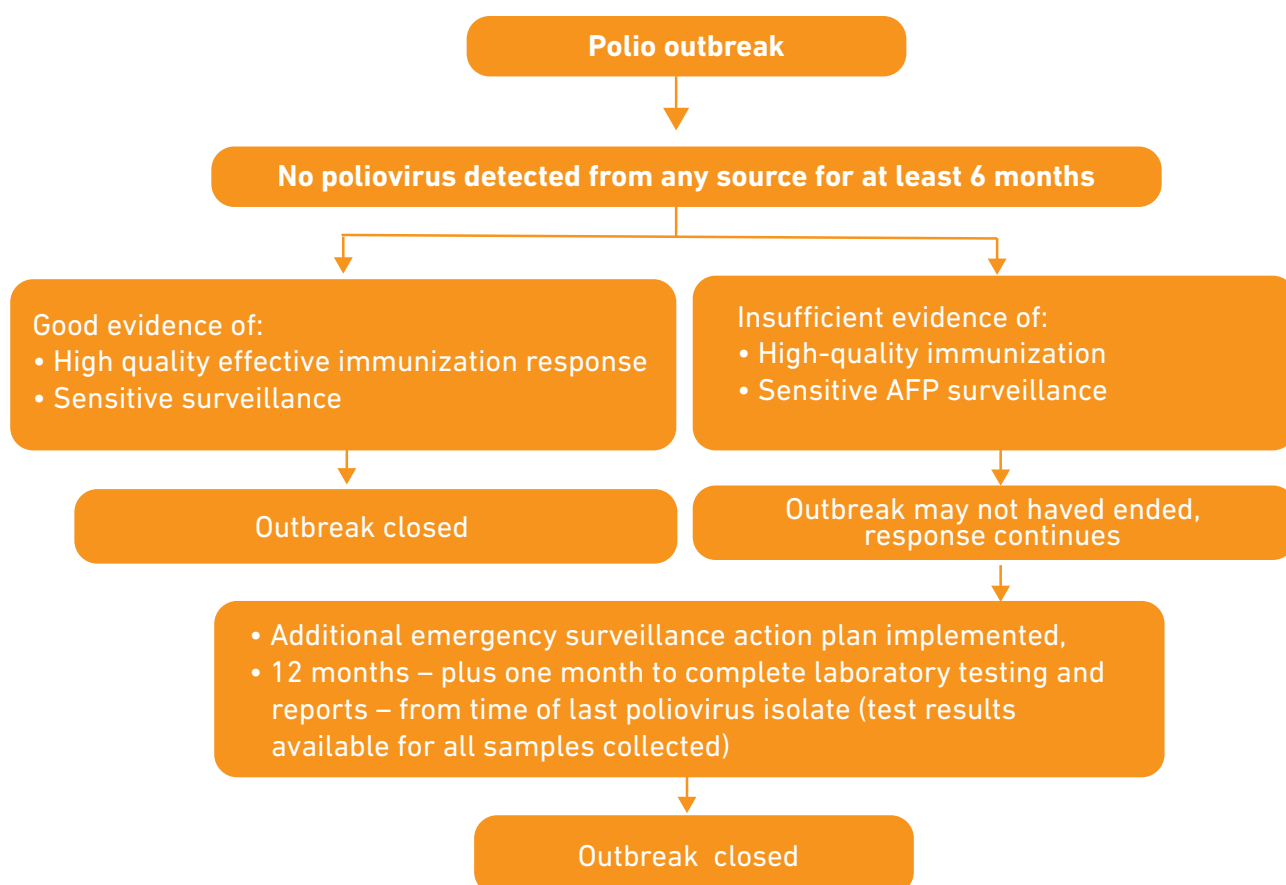 Polio outbreak
No poliovirus detected from any source for at least 6 months
Good evidence of:
• High quality effective immunization response
• Sensitive surveillance
Insufficient evidence of:
• High-quality immunization
• Sensitive AFP surveillance
Outbreak closed
Outbreak may not haved ended,
response continues
• Additional emergency surveillance action plan implemented,
• 12 months – plus one month to complete laboratory testing and
reports – from time of last poliovirus isolate (test results
available for all samples collected)
Outbreak closed